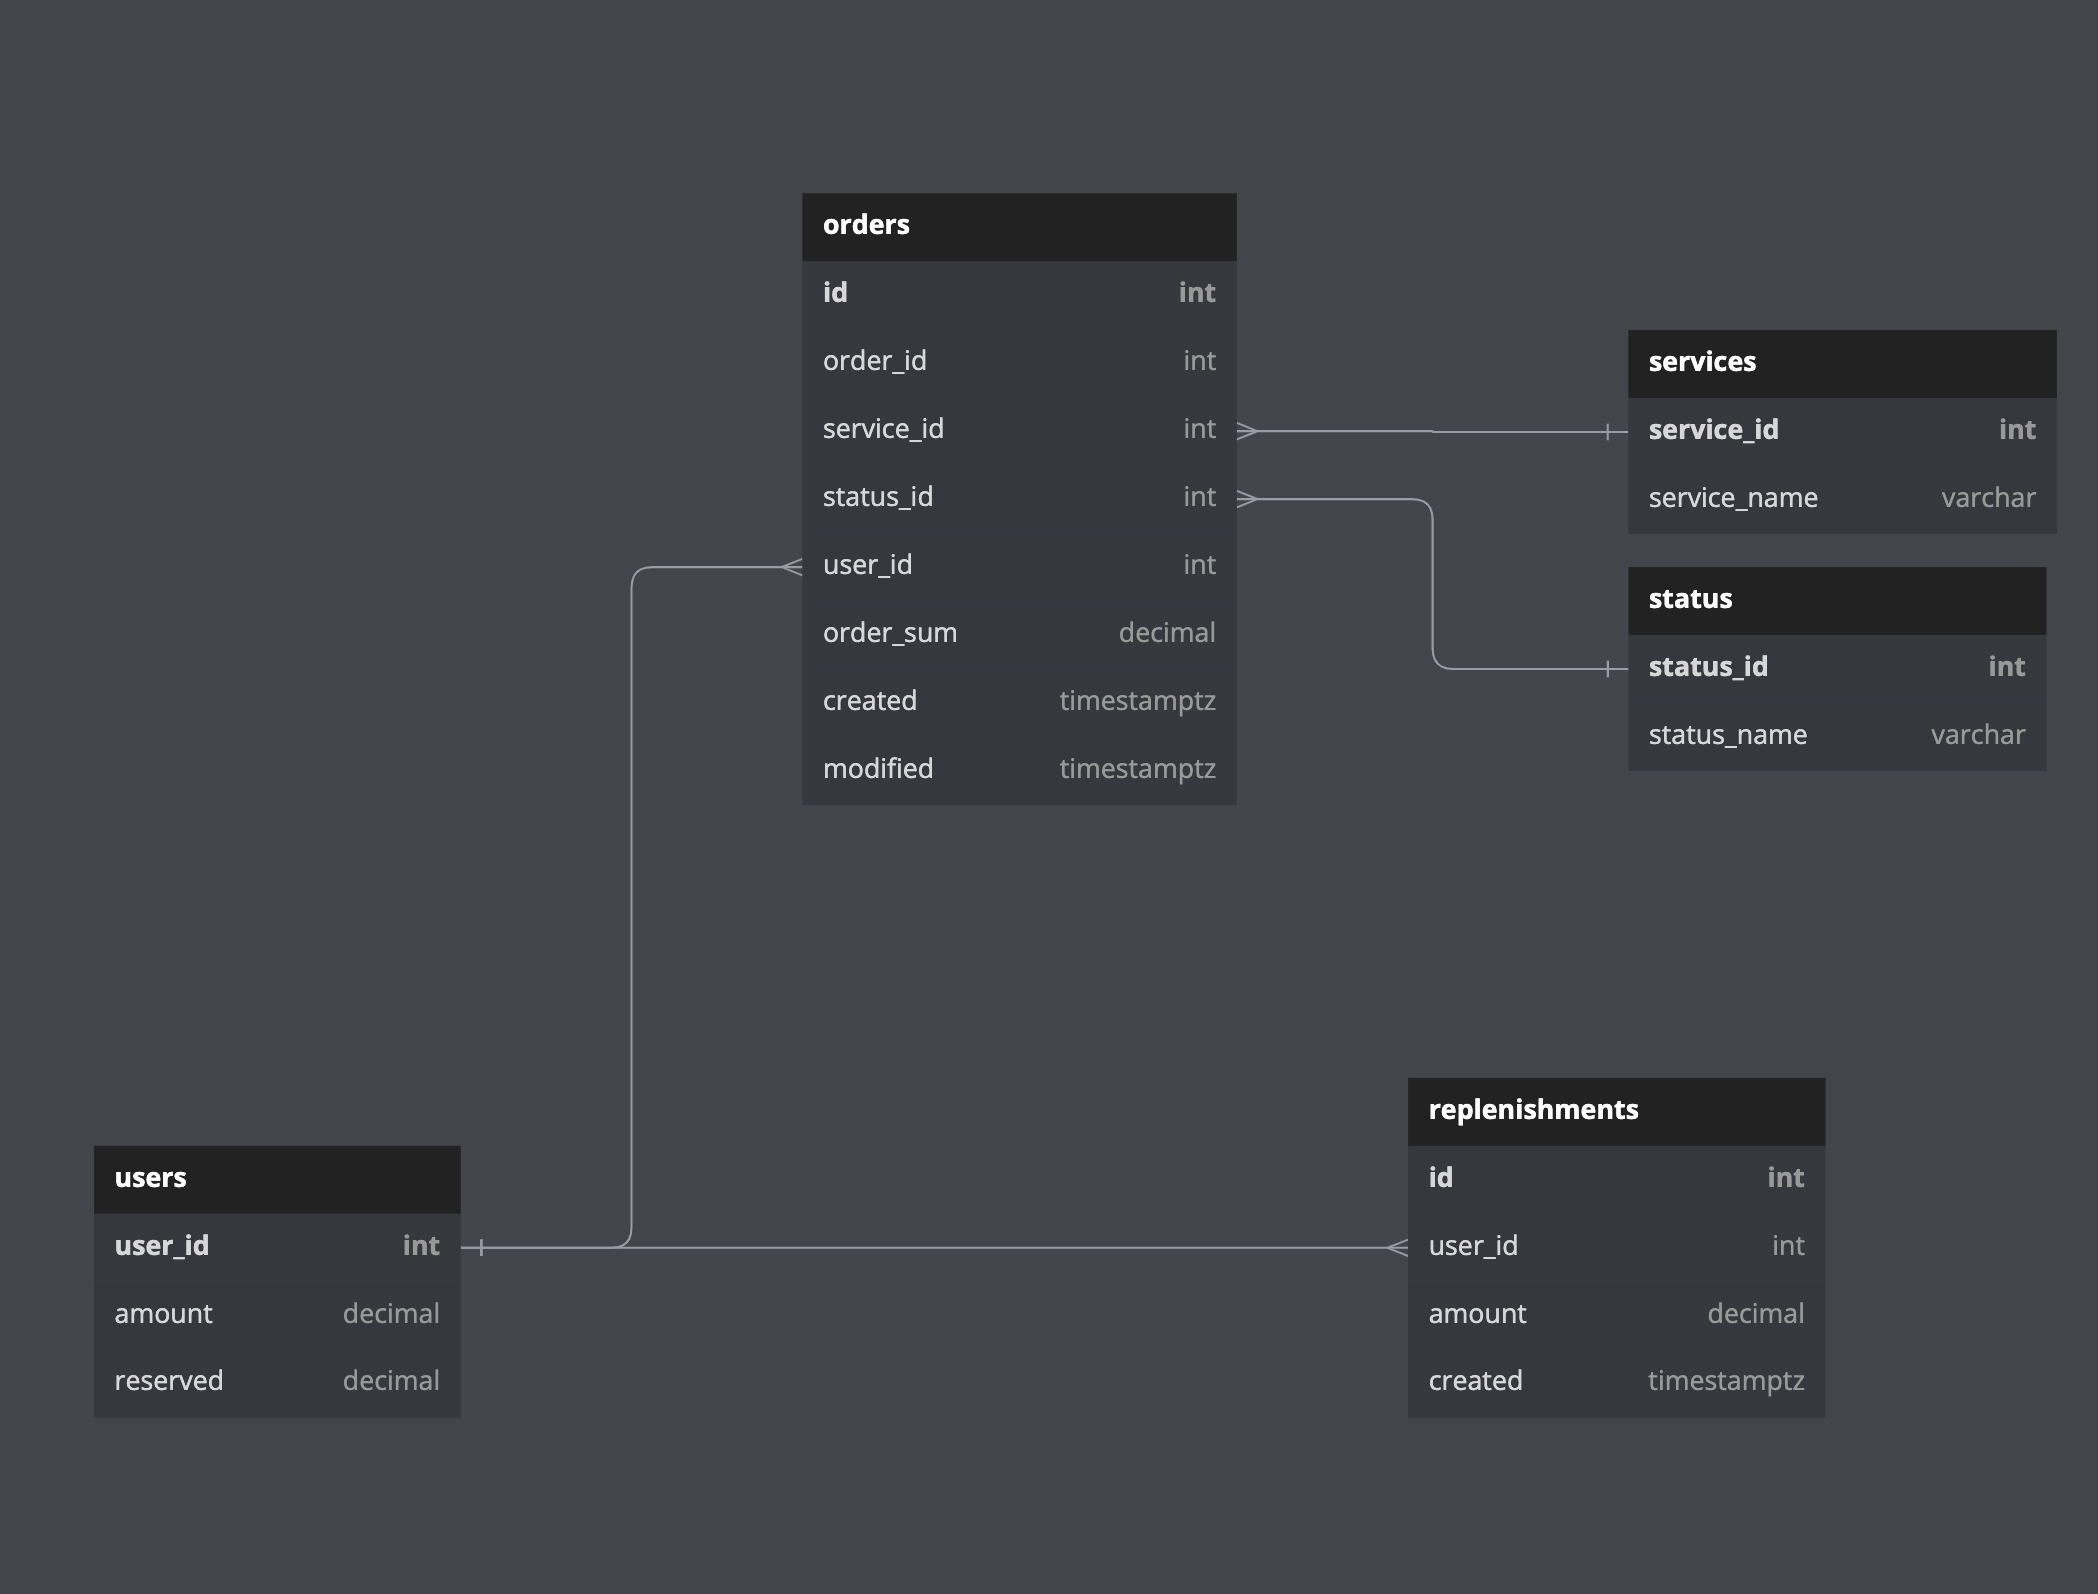 orders
id int
order_id int
service_id int
status_id int
user_id int
order_sum decimal
created timestamptz
modified timestamptz
services
service_id int
service_name varchar
status
status_id int
status_name varchar
users
user_id int
amount decimal
reserved decimal
replenishments
id int
user_id int
amount decimal
created timestamptz